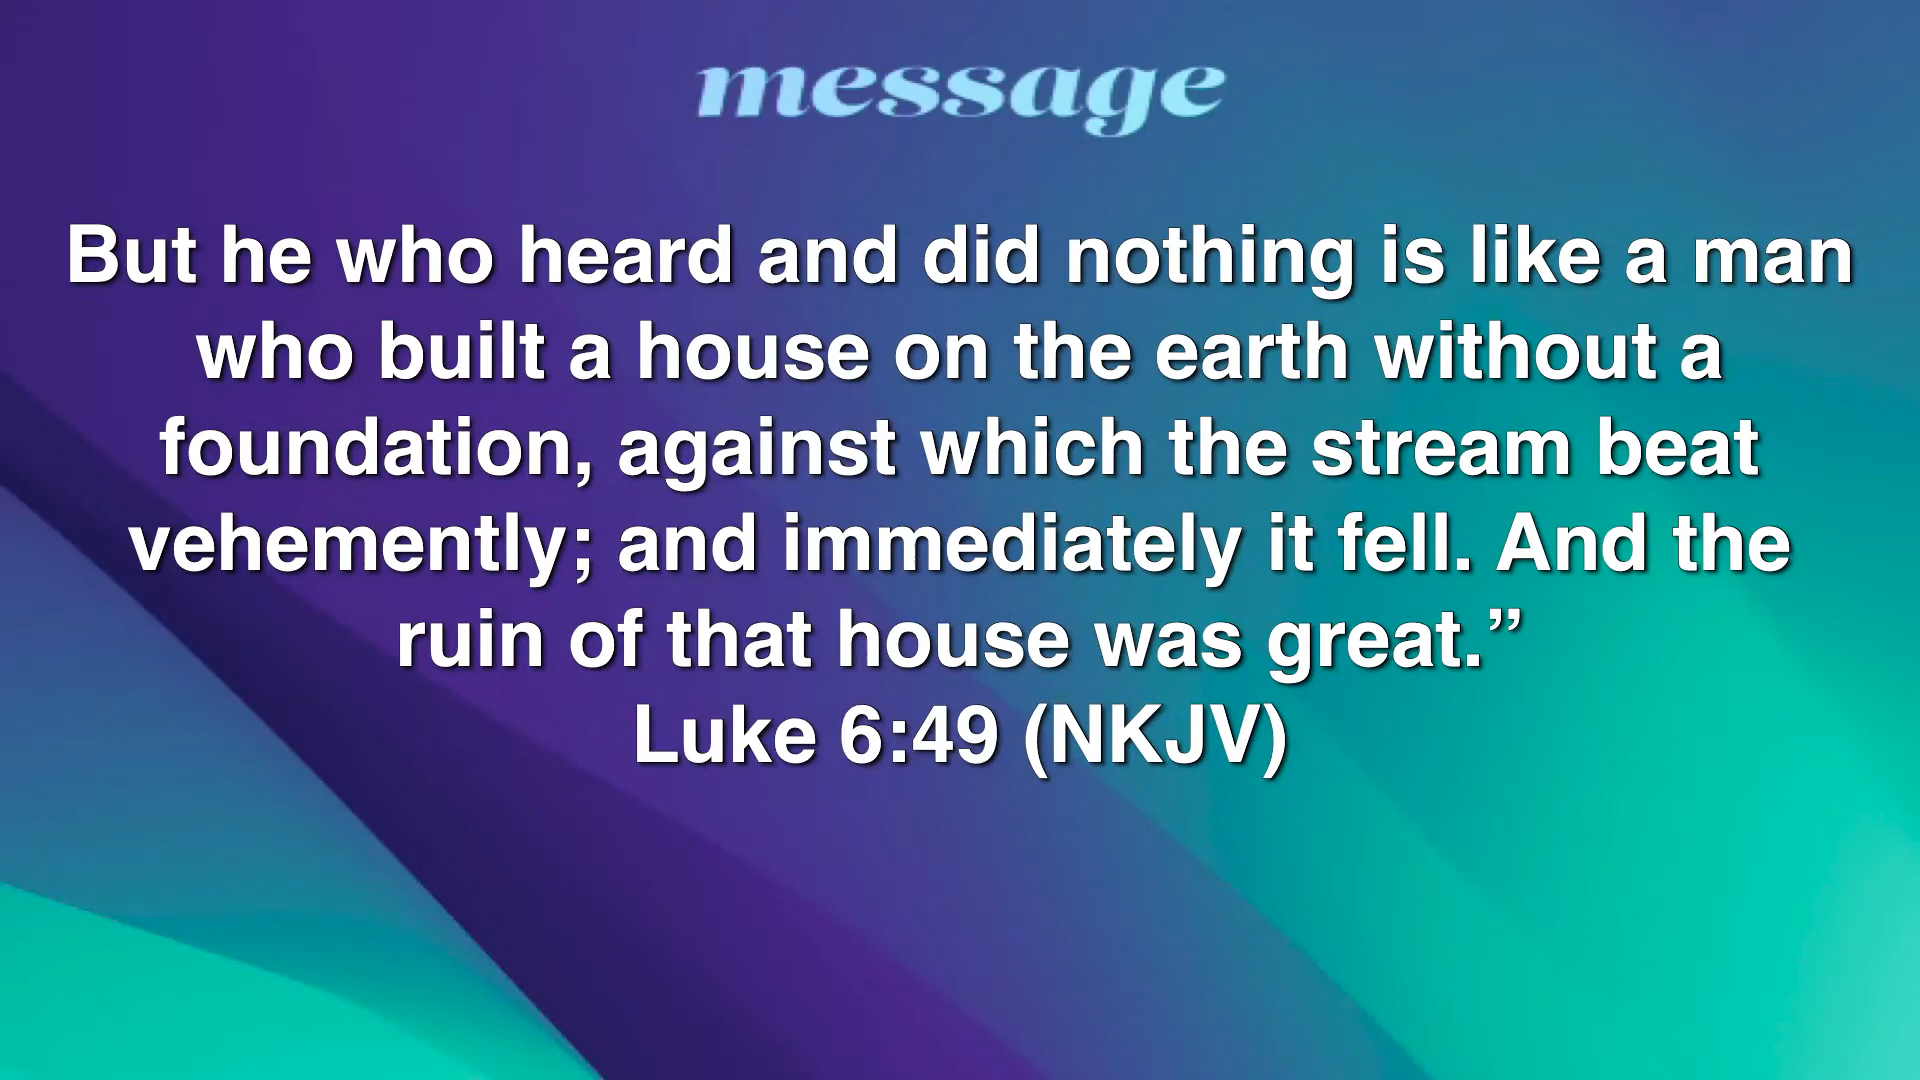 message
But he who heard and did nothing is like a man
who built a house on the earth without a
foundation, against which the stream beat
vehemently; and immediately it fell. And the
ruin of that house was great.”
Luke 6:49 (NKJV)